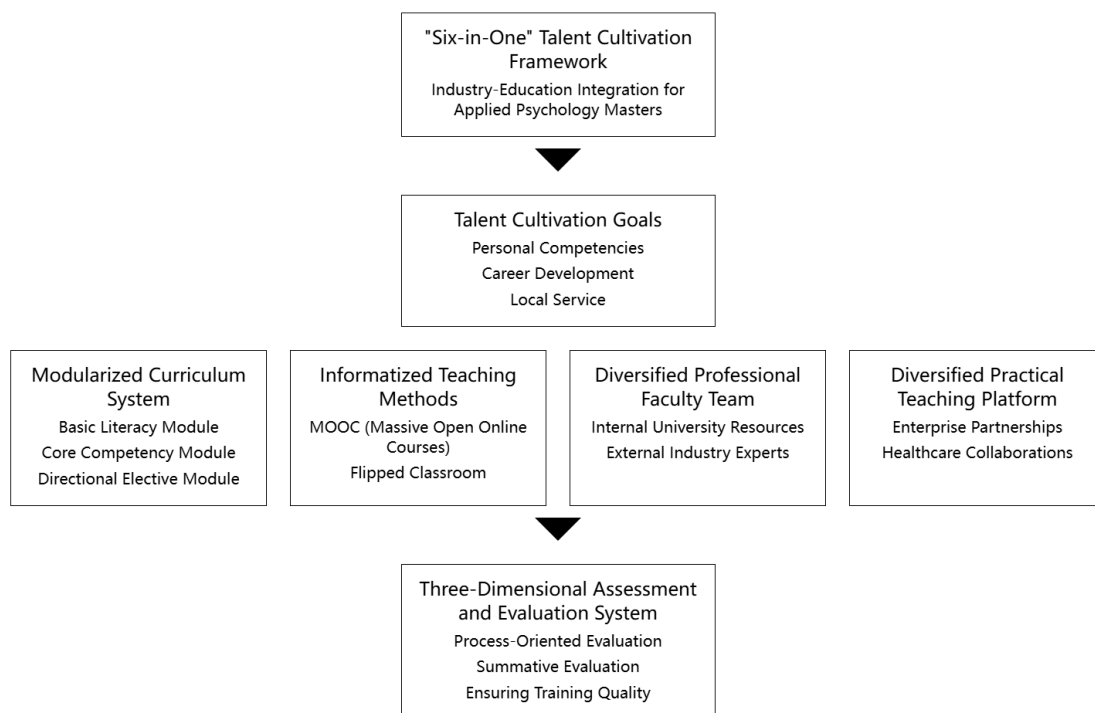 "Six-in-One" Talent Cultivation
Framework
Industry-Education Integration for
Applied Psychology Masters
Talent Cultivation Goals
Personal Competencies
Career Development
Local Service
Modularized Curriculum
System
Basic Literacy Module
Core Competency Module
Directional Elective Module
Informatized Teaching
Methods
MOOC (Massive Open Online
Courses)
Flipped Classroom
Diversified Professional
Faculty Team
Internal University Resources
External Industry Experts
Diversified Practical
Teaching Platform
Enterprise Partnerships
Healthcare Collaborations
Three-Dimensional Assessment
and Evaluation System
Process-Oriented Evaluation
Summative Evaluation
Ensuring Training Quality